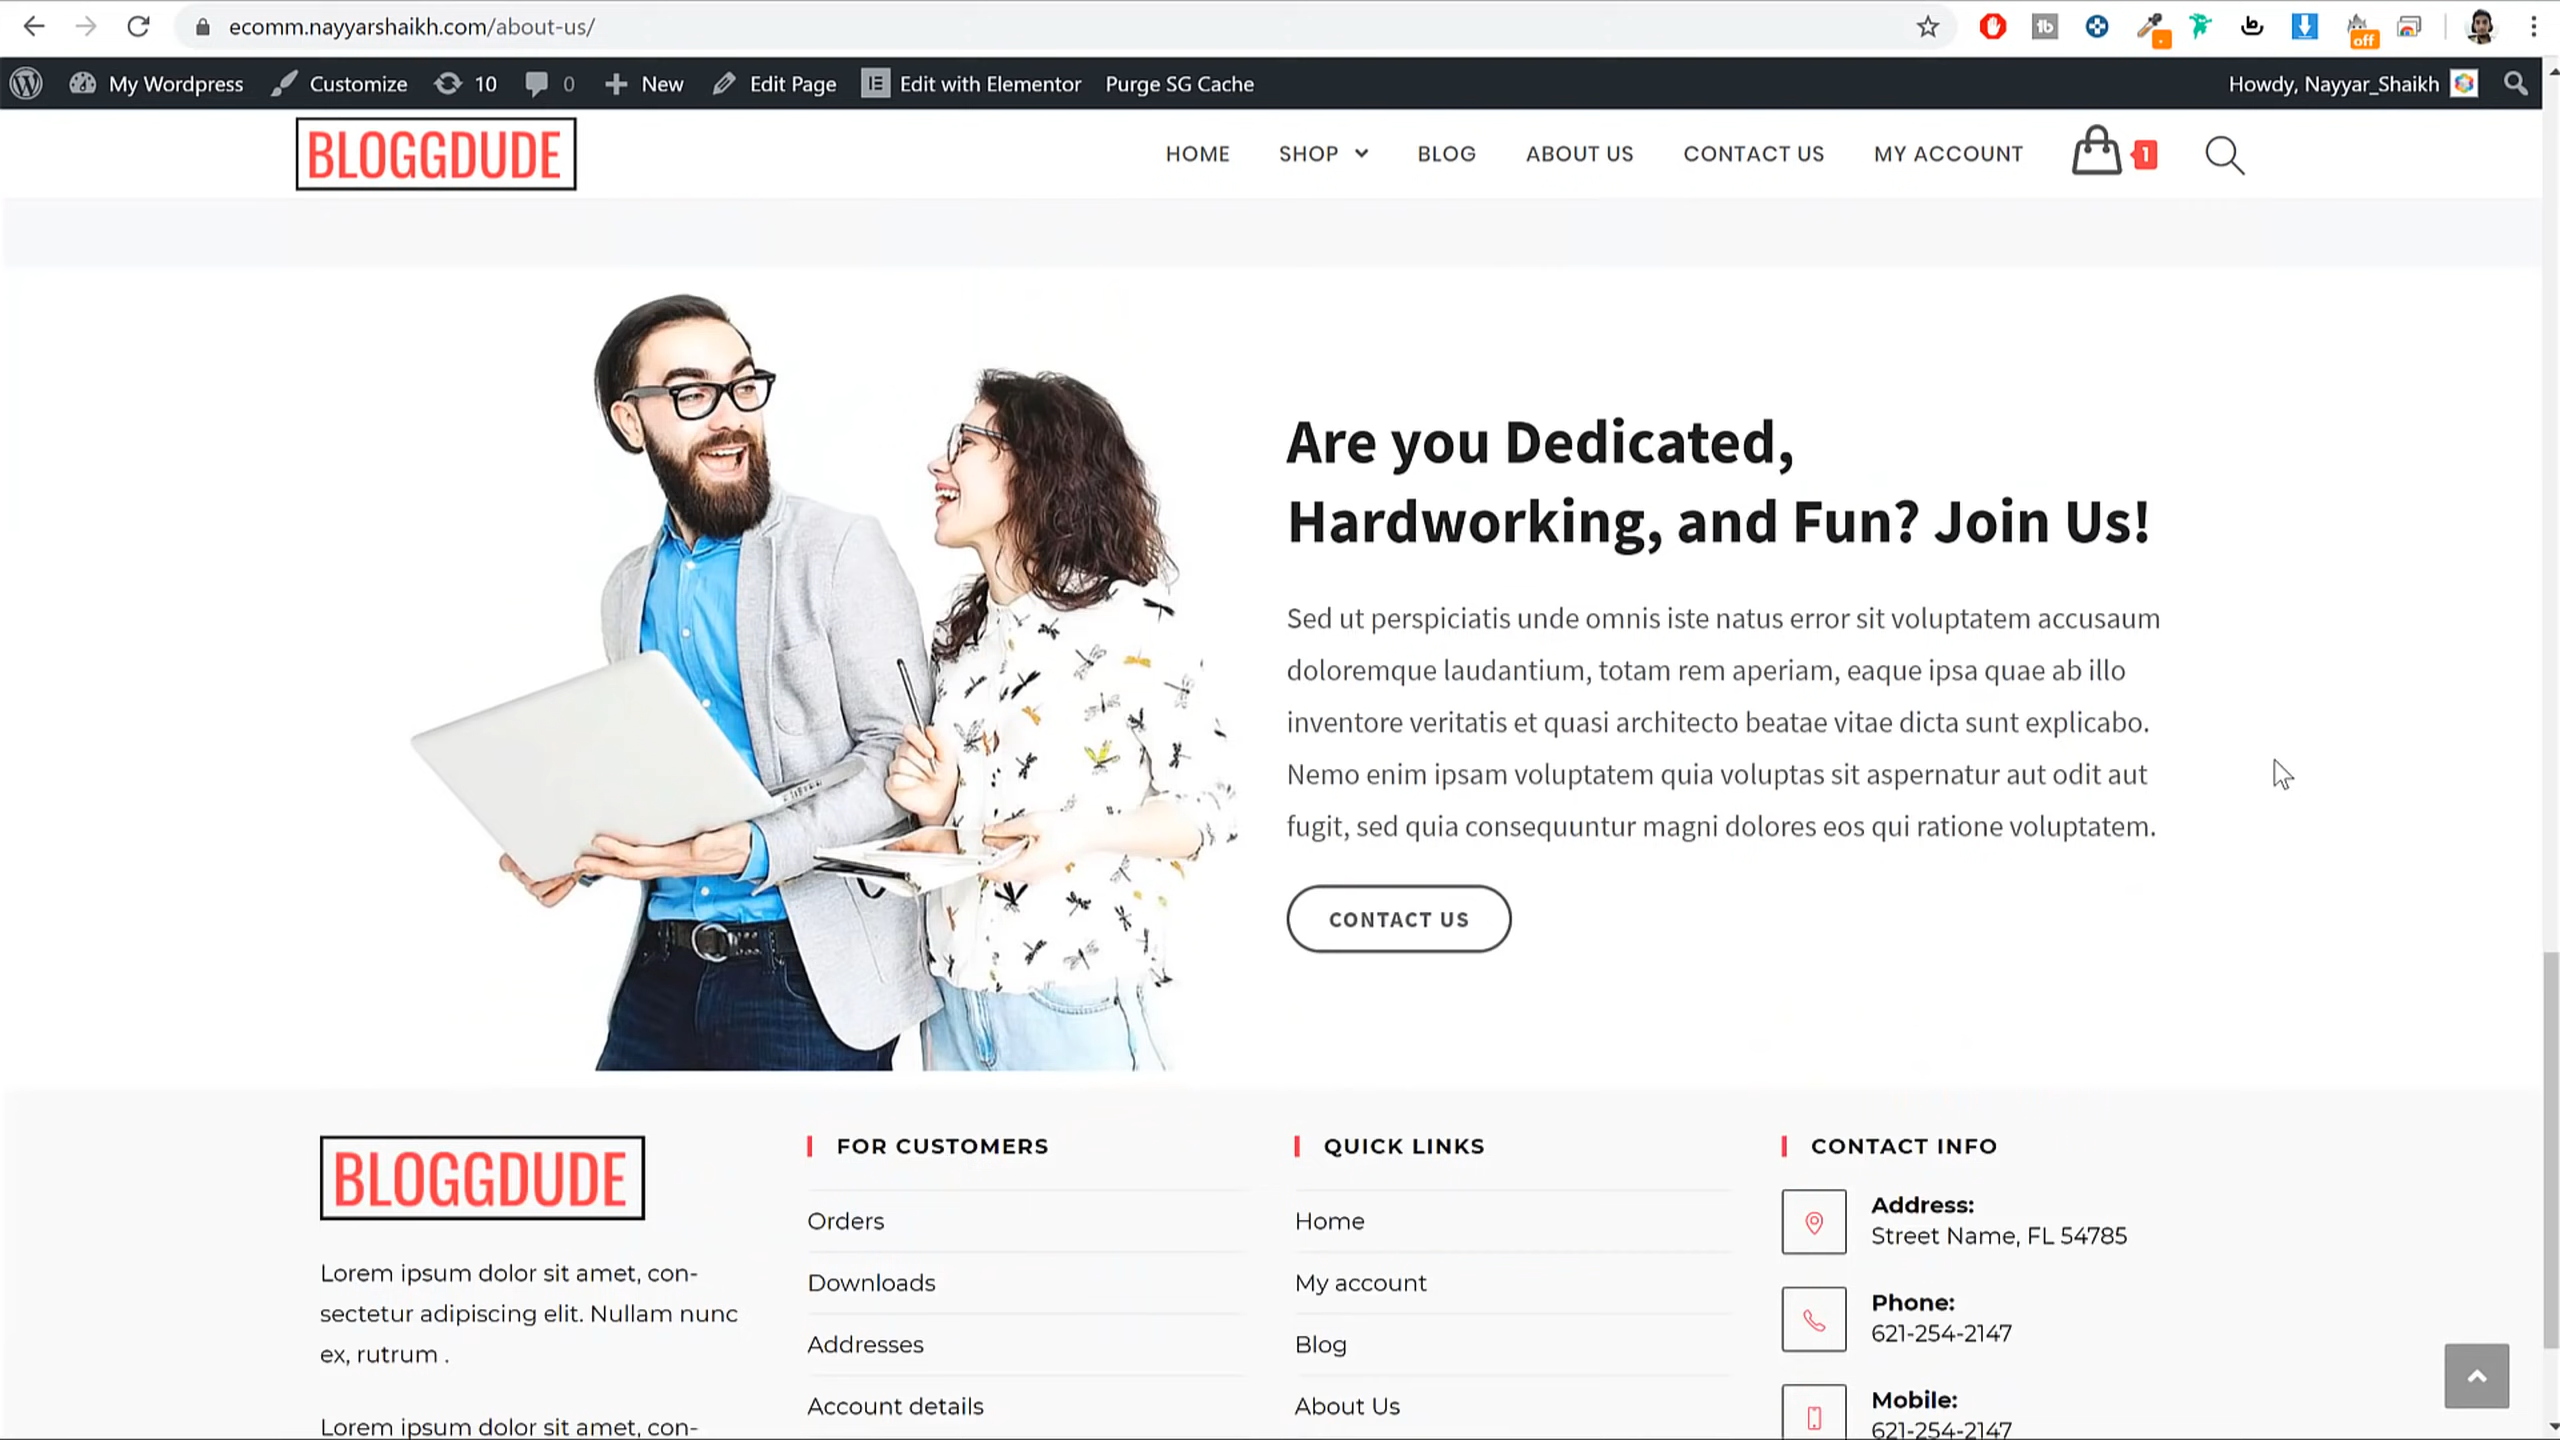 ecomm.nayyarshaikh.com/about-us/
off
My Wordpress
Customize
10
0
New
Edit Page
Edit with Elementor
Purge SG Cache
Howdy, Nayyar_Shaikh
BLOGGDUDE
HOME
SHOP
BLOG
ABOUT US
CONTACT US
MY ACCOUNT
1
Are you Dedicated,
Hardworking, and Fun? Join Us!
Sed ut perspiciatis unde omnis iste natus error sit voluptatem accusaum
doloremque laudantium, totam rem aperiam, eaque ipsa quae ab illo
inventore veritatis et quasi architecto beatae vitae dicta sunt explicabo.
Nemo enim ipsam voluptatem quia voluptas sit aspernatur aut odit aut
fugit, sed quia consequuntur magni dolores eos qui ratione voluptatem.
CONTACT US
BLOGGDUDE
Lorem ipsum dolor sit amet, con-
sectetur adipiscing elit. Nullam nunc
ex, rutrum .
Lorem ipsum dolor sit amet, con-
FOR CUSTOMERS
Orders
Downloads
Addresses
Account details
QUICK LINKS
Home
My account
Blog
About Us
CONTACT INFO
Address:
Street Name, FL 54785
Phone:
621-254-2147
Mobile:
621-254-2147